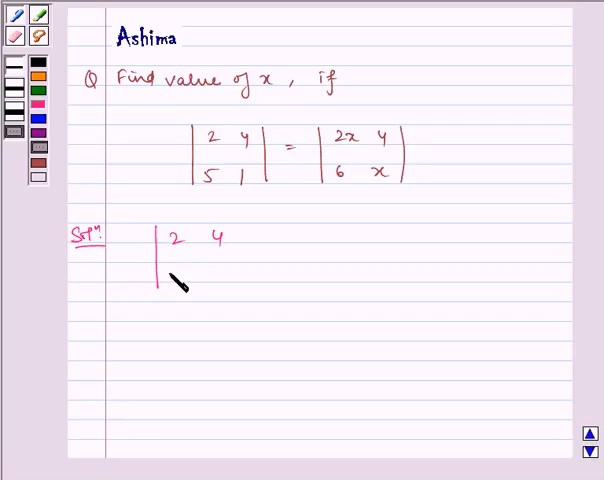 Ashima
Q Find value of x , if
| 2 4 | = | 2x 4 |
| 5 1 | | 6 x |
Solⁿ: | 2 4